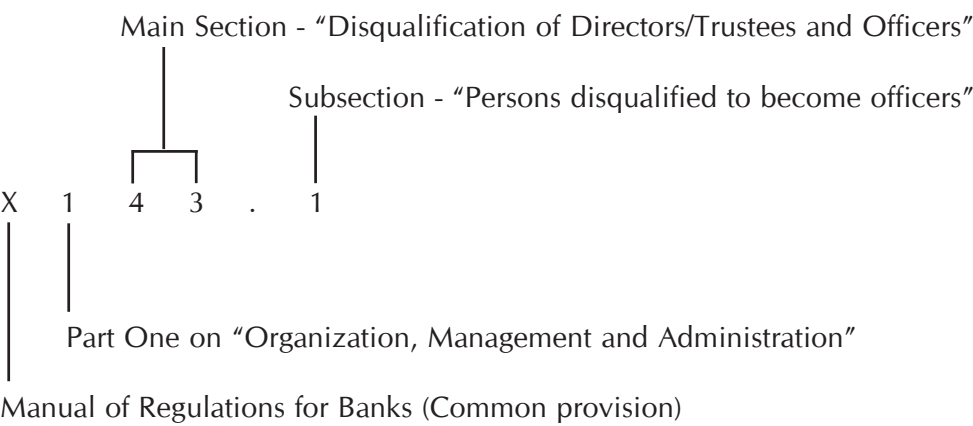 Main Section - “Disqualification of Directors/Trustees and Officers”
Subsection - “Persons disqualified to become officers”
X 1 4 3 . 1
Part One on “Organization, Management and Administration”
Manual of Regulations for Banks (Common provision)